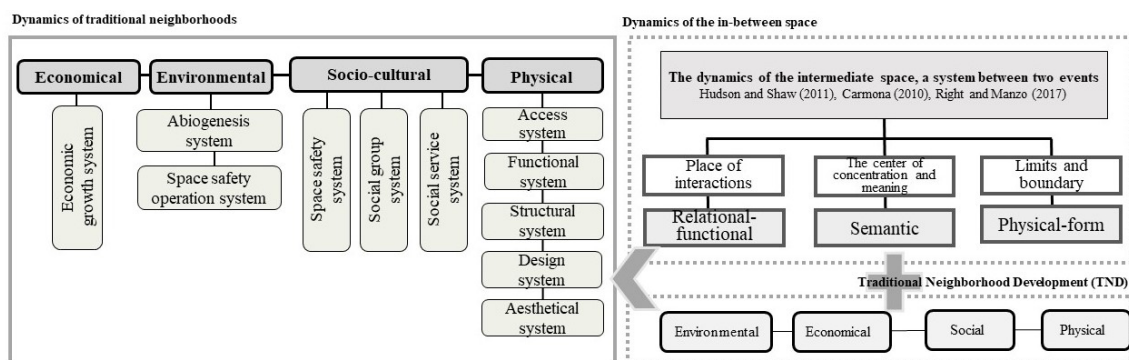 Dynamics of traditional neighborhoods
Economical
Environmental
Socio-cultural
Physical
Economic
growth system
Abiogenesis
system
Space safety
operation system
Space safety
system
Social group
system
Social service
system
Access
system
Functional
system
Structural
system
Design
system
Aesthetical
system
Dynamics of the in-between space
The dynamics of the intermediate space, a system between two events
Hudson and Shaw (2011), Carmona (2010), Right and Manzo (2017)
Place of
interactions
Relational-
functional
The center of
concentration and
meaning
Semantic
Limits and
boundary
Physical-form
Traditional Neighborhood Development (TND)
Environmental
Economical
Social
Physical